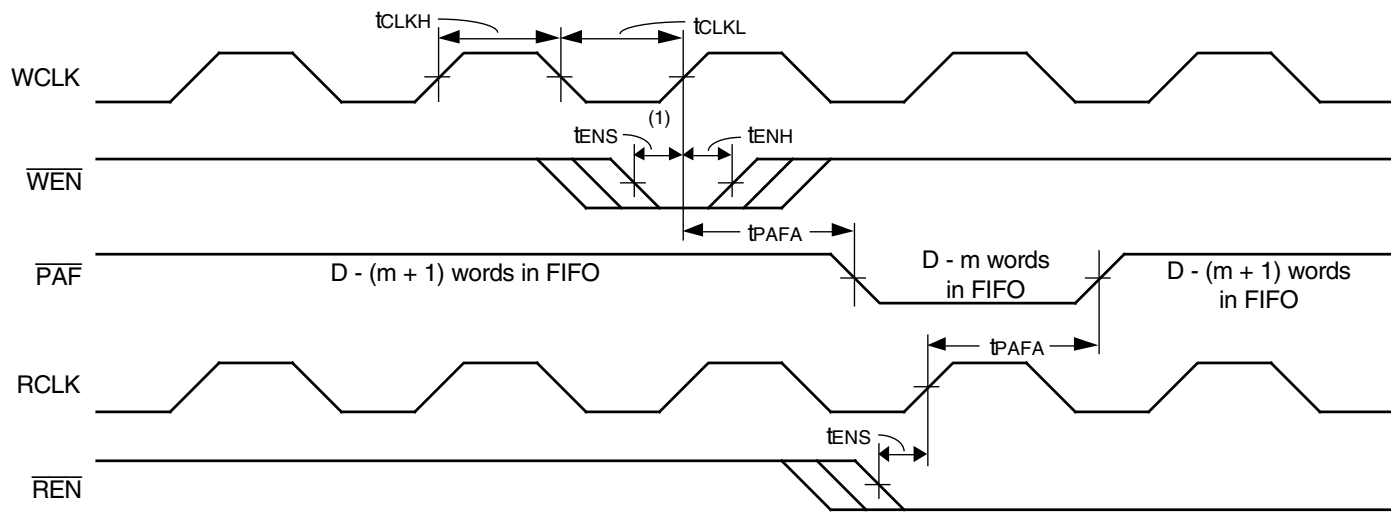 tCLKH
tCLKL
WCLK
(1)
tENS
tENH
WEN
tPAFA
PAF
D - (m + 1) words in FIFO
D - m words
in FIFO
D - (m + 1) words
in FIFO
tPAFA
RCLK
tENS
REN